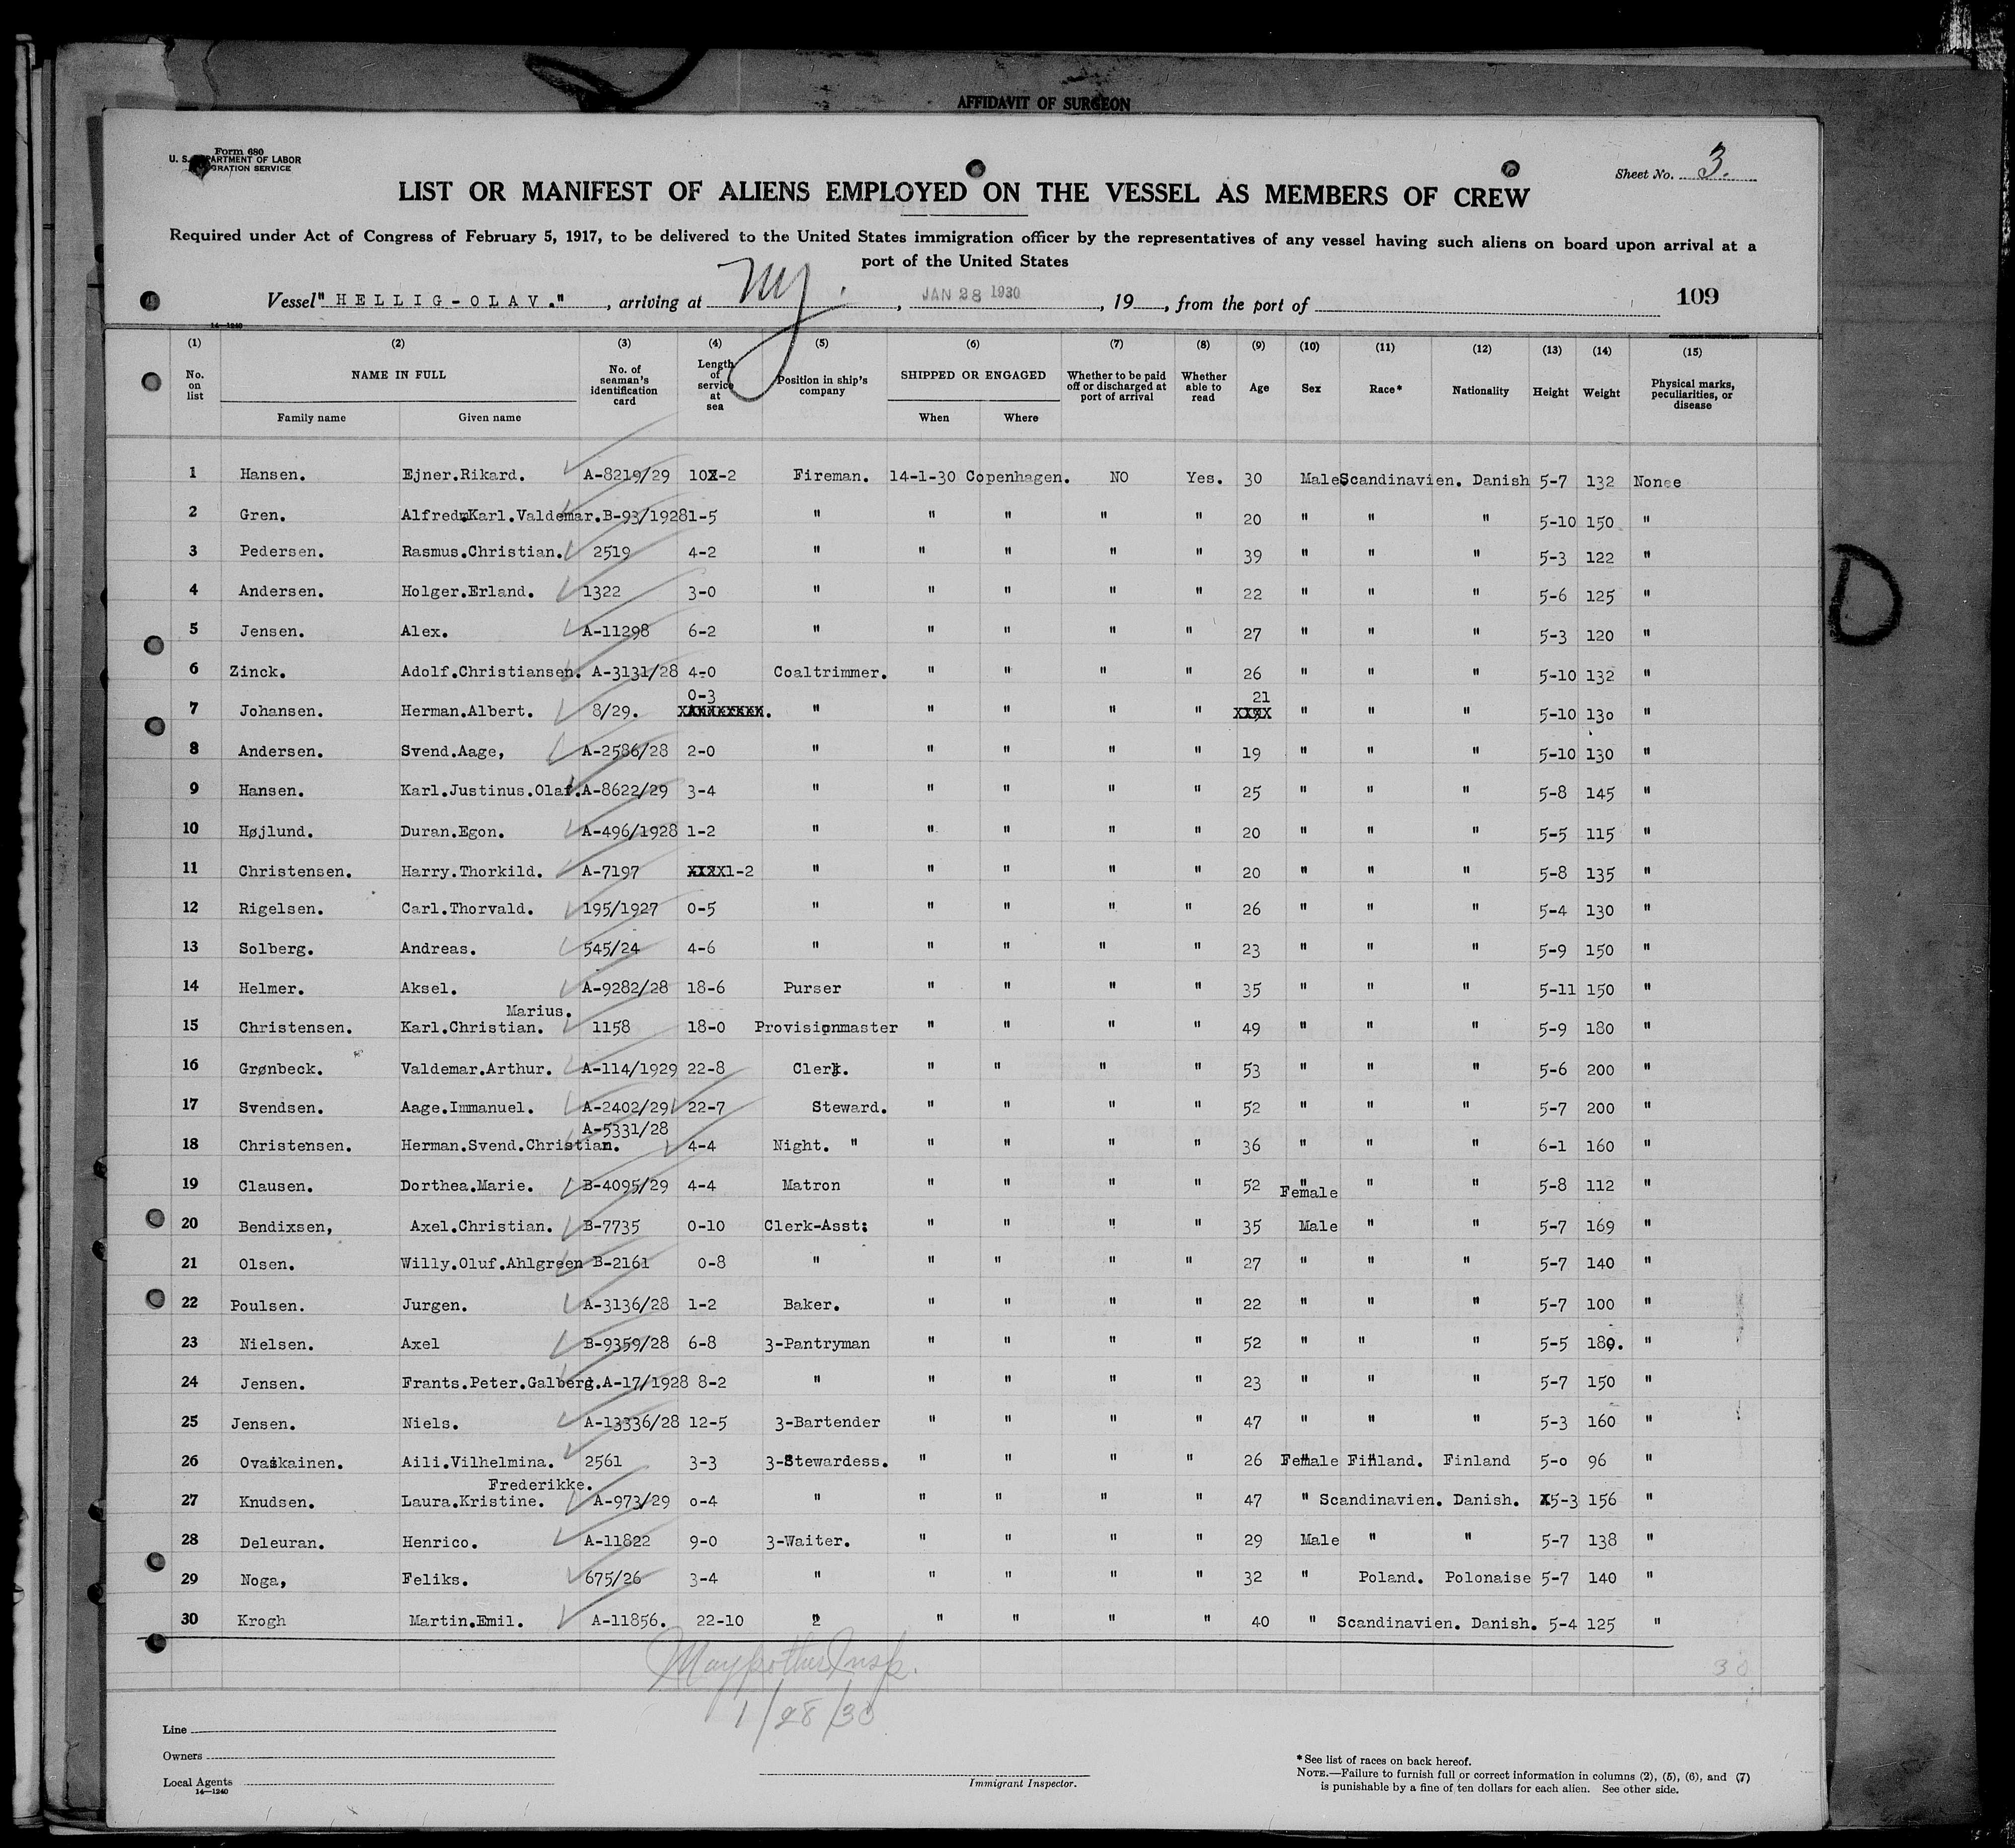 AFFIDAVIT OF SURGEON
Form 680
U. S. DEPARTMENT OF LABOR
IMMIGRATION SERVICE
Sheet No. 3.
LIST OR MANIFEST OF ALIENS EMPLOYED ON THE VESSEL AS MEMBERS OF CREW
Required under Act of Congress of February 5, 1917, to be delivered to the United States immigration officer by the representatives of any vessel having such aliens on board upon arrival at a
port of the United States
Vessel "HELLIG-OLAV.", arriving at NY., JAN 28 1930, 19, from the port of 109
14-1240
(1) (2) (3) (4) (5) (6) (7) (8) (9) (10) (11) (12) (13) (14) (15)
No. on list NAME IN FULL Family name Given name No. of seaman's identification card Length of service at sea Position in ship's company SHIPPED OR ENGAGED When Where Whether to be paid off or discharged at port of arrival Whether able to read Age Sex Race* Nationality Height Weight Physical marks, peculiarities, or disease
1 Hansen. Ejner.Rikard. A-8219/29 10X-2 Fireman. 14-1-30 Copenhagen. NO Yes. 30 Male Scandinavien. Danish 5-7 132 Nonee
2 Gren. Alfred.Karl.Valdemar. B-93/1928 1-5 " " " " " 20 " " " 5-10 150 "
3 Pedersen. Rasmus.Christian. 2519 4-2 " " " " " 39 " " " 5-3 122 "
4 Andersen. Holger.Erland. 1322 3-0 " " " " " 22 " " " 5-6 125 "
5 Jensen. Alex. A-11298 6-2 " " " " " 27 " " " 5-3 120 "
6 Zinck. Adolf.Christiansen. A-3131/28 4-0 Coaltrimmer. " " " " 26 " " " 5-10 132 "
7 Johansen. Herman.Albert. 8/29. 0-3 " " " " " 21 " " " 5-10 13o "
8 Andersen. Svend.Aage, A-2586/28 2-0 " " " " " 19 " " " 5-10 130 "
9 Hansen. Karl.Justinus.Olaf. A-8622/29 3-4 " " " " " 25 " " " 5-8 145 "
10 Højlund. Duran.Egon. A-496/1928 1-2 " " " " " 20 " " " 5-5 115 "
11 Christensen. Harry.Thorkild. A-7197 XXXX1-2 " " " " " 20 " " " 5-8 135 "
12 Rigelsen. Carl.Thorvald. 195/1927 0-5 " " " " " 26 " " " 5-4 130 "
13 Solberg. Andreas. 545/24 4-6 " " " " " 23 " " " 5-9 150 "
14 Helmer. Aksel. A-9282/28 18-6 Purser " " " " 35 " " " 5-11 150 "
Marius.
15 Christensen. Karl.Christian. 1158 18-0 Provisionmaster " " " " 49 " " " 5-9 180 "
16 Grønbeck. Valdemar.Arthur. A-114/1929 22-8 Clerk. " " " " 53 " " " 5-6 200 "
17 Svendsen. Aage.Immanuel. A-2402/29 22-7 Steward. " " " " 52 " " " 5-7 200 "
A-5331/28
18 Christensen. Herman.Svend.Christian. 4-4 Night. " " " " " 36 " " " 6-1 160 "
19 Clausen. Dorthea.Marie. B-4095/29 4-4 Matron " " " " 52 Female " " 5-8 112 "
20 Bendixsen, Axel.Christian. B-7735 0-10 Clerk-Asst: " " " " 35 Male " " 5-7 169 "
21 Olsen. Willy.Oluf.Ahlgreen B-2161 0-8 " " " " " 27 " " " 5-7 140 "
22 Poulsen. Jurgen. A-3136/28 1-2 Baker. " " " " 22 " " " 5-7 100 "
23 Nielsen. Axel B-9359/28 6-8 3-Pantryman " " " " 52 " " " 5-5 189. "
24 Jensen. Frants.Peter.Galberg. A-17/1928 8-2 " " " " " 23 " " " 5-7 150 "
25 Jensen. Niels. A-13336/28 12-5 3-Bartender " " " " 47 " " " 5-3 160 "
26 Ovaskainen. Aili.Vilhelmina. 2561 3-3 3-Stewardess. " " " " 26 Female Finland. Finland 5-o 96 "
Frederikke.
27 Knudsen. Laura.Kristine. A-973/29 o-4 " " " " " 47 " Scandinavien. Danish. X5-3 156 "
28 Deleuran. Henrico. A-11822 9-0 3-Waiter. " " " " 29 Male " " 5-7 138 "
29 Noga, Feliks. 675/26 3-4 " " " " " 32 " Poland. Polonaise 5-7 140 "
30 Krogh Martin.Emil. A-11856. 22-10 " " " " " 40 " Scandinavien. Danish. 5-4 125 "
Insp.
30
1/28/30
Line
Owners
Local Agents
14-1240
Immigrant Inspector.
* See list of races on back hereof.
NOTE.—Failure to furnish full or correct information in columns (2), (5), (6), and (7)
is punishable by a fine of ten dollars for each alien. See other side.